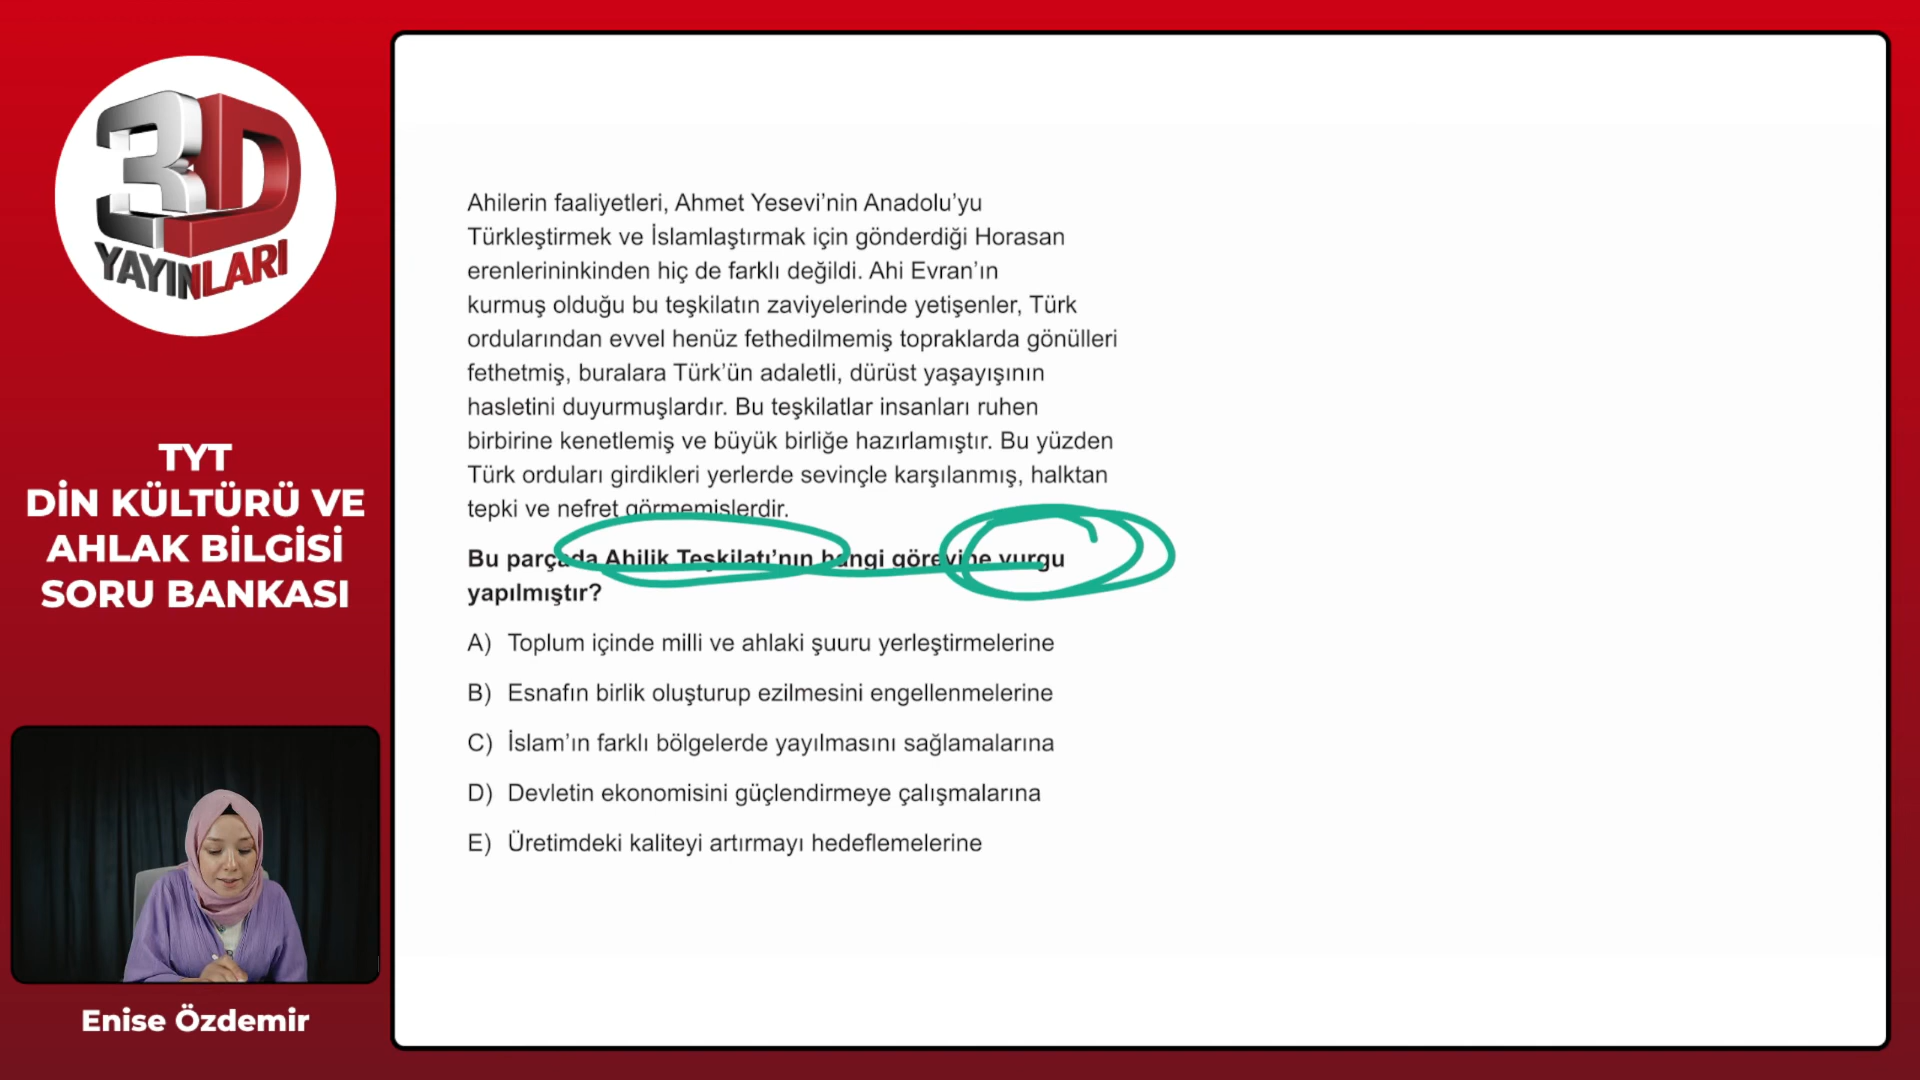 3D
YAYINLARI
TYT
DİN KÜLTÜRÜ VE
AHLAK BİLGİSİ
SORU BANKASI
Enise Özdemir
Ahilerin faaliyetleri, Ahmet Yesevi’nin Anadolu’yu
Türkleştirmek ve İslamlaştırmak için gönderdiği Horasan
erenlerininkinden hiç de farklı değildi. Ahi Evran’ın
kurmuş olduğu bu teşkilatın zaviyelerinde yetişenler, Türk
ordularından evvel henüz fethedilmemiş topraklarda gönülleri
fethetmiş, buralara Türk’ün adaletli, dürüst yaşayışının
hasletini duyurmuşlardır. Bu teşkilatlar insanları ruhen
birbirine kenetlemiş ve büyük birliğe hazırlamıştır. Bu yüzden
Türk orduları girdikleri yerlerde sevinçle karşılanmış, halktan
tepki ve nefret görmemişlerdir.
Bu parçada Ahilik Teşkilatı’nın hangi görevine vurgu
yapılmıştır?
A) Toplum içinde milli ve ahlaki şuuru yerleştirmelerine
B) Esnafın birlik oluşturup ezilmesini engellenmelerine
C) İslam’ın farklı bölgelerde yayılmasını sağlamalarına
D) Devletin ekonomisini güçlendirmeye çalışmalarına
E) Üretimdeki kaliteyi artırmayı hedeflemelerine